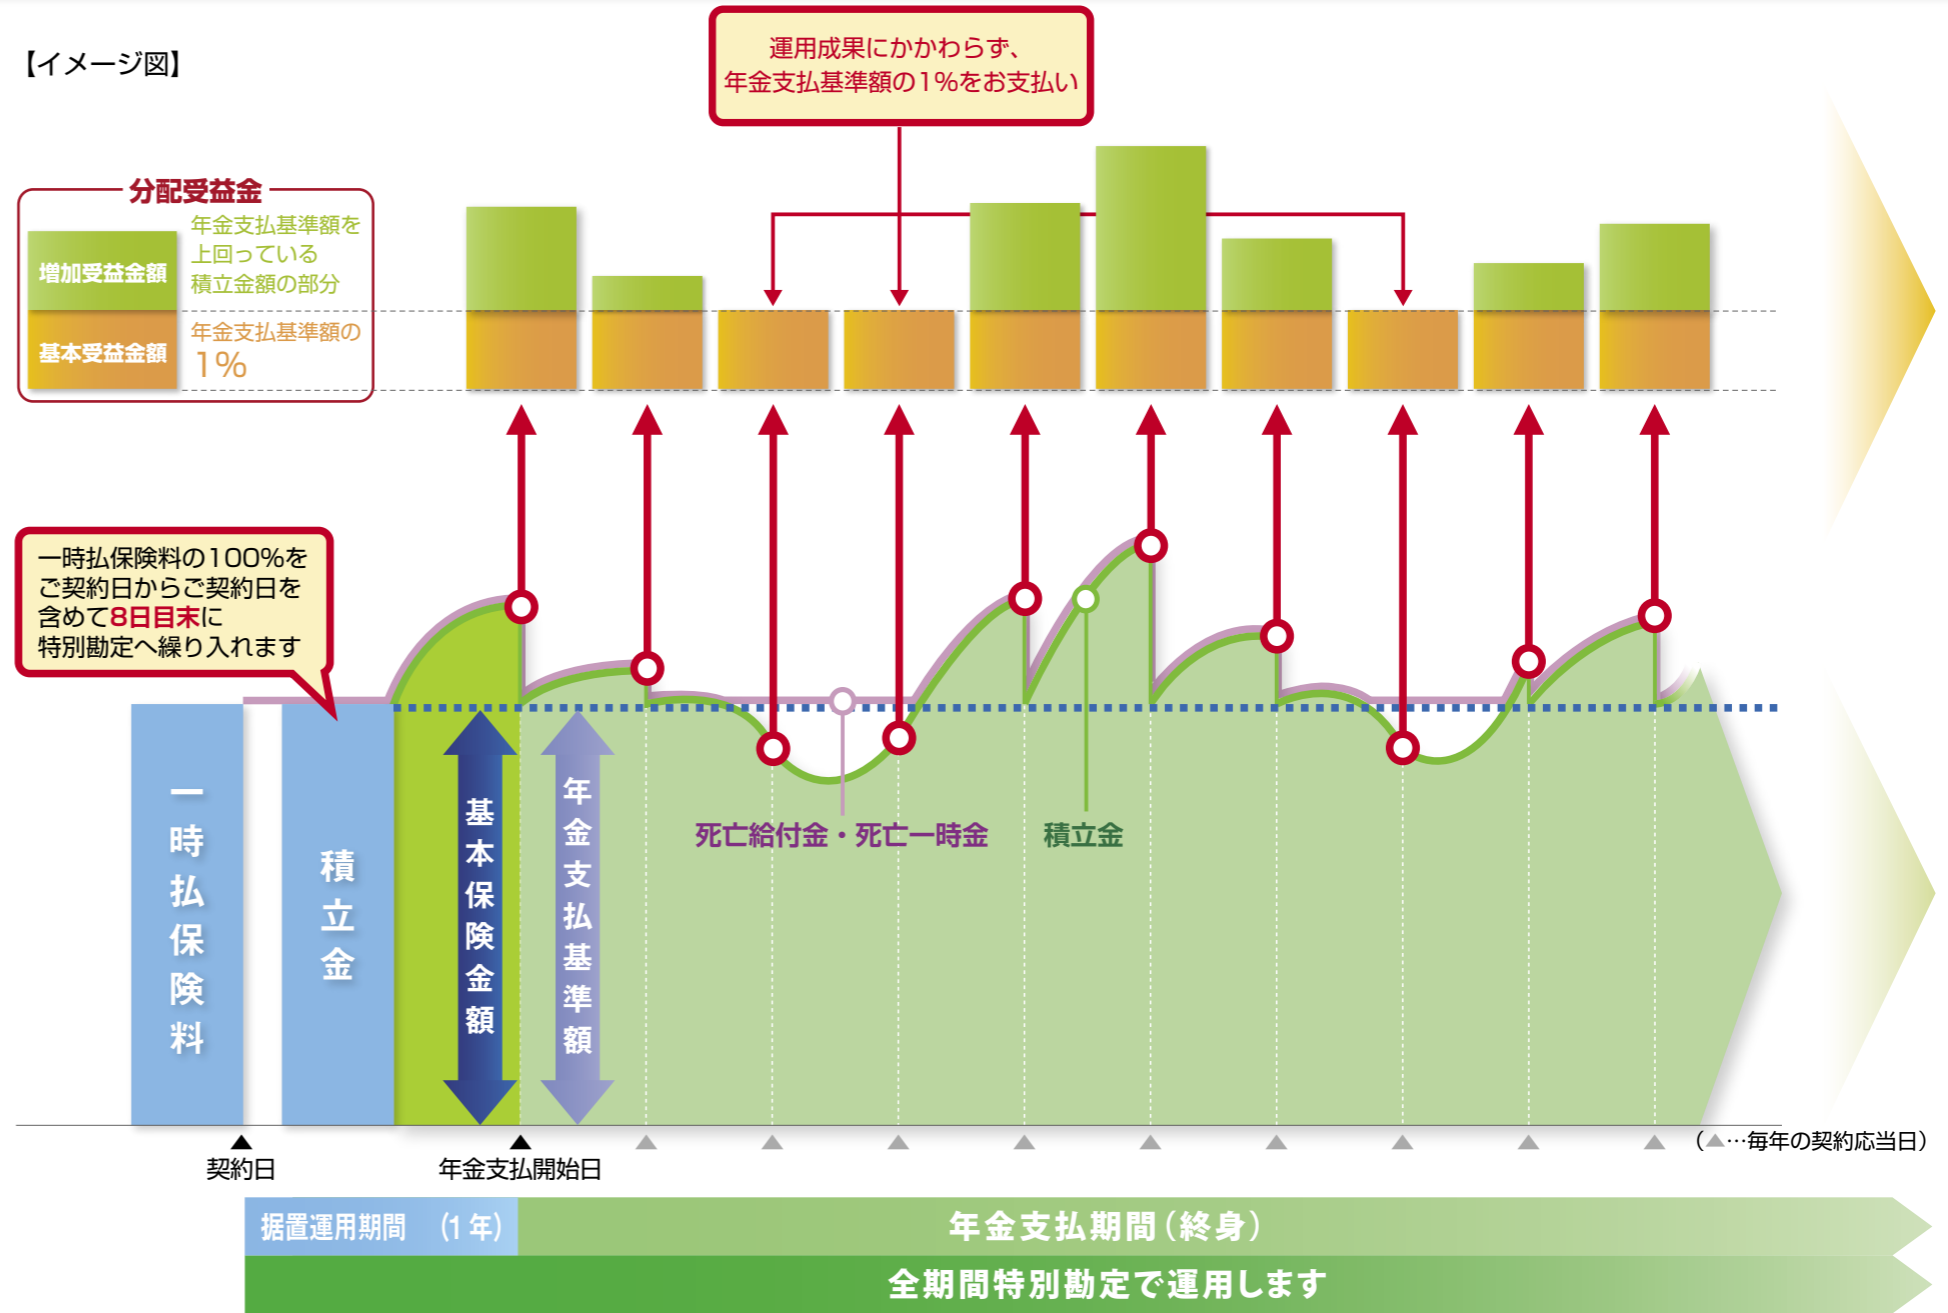 【イメージ図】
運用成果にかかわらず、
年金支払基準額の1%をお支払い
分配受益金
増加受益金額
年金支払基準額を
上回っている
積立金額の部分
基本受益金額
年金支払基準額の
1%
一時払保険料の100%を
ご契約日からご契約日を
含めて8日目末に
特別勘定へ繰り入れます
一時払保険料
積立金
基本保険金額
年金支払基準額
死亡給付金・死亡一時金
積立金
契約日
年金支払開始日
(▲…毎年の契約応当日)
据置運用期間 (1年)
年金支払期間(終身)
全期間特別勘定で運用します